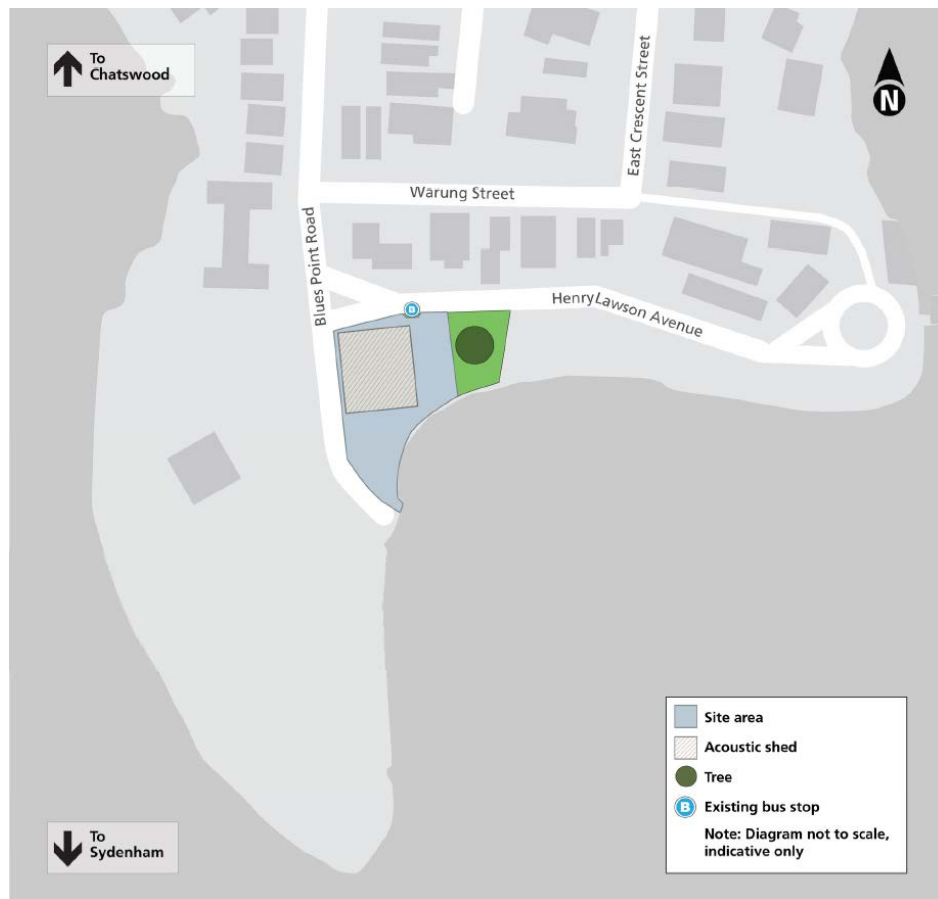 To
Chatswood
N
East Crescent Street
Warung Street
Blues Point Road
Henry Lawson Avenue
B
Site area
Acoustic shed
Tree
B Existing bus stop
Note: Diagram not to scale,
indicative only
To
Sydenham